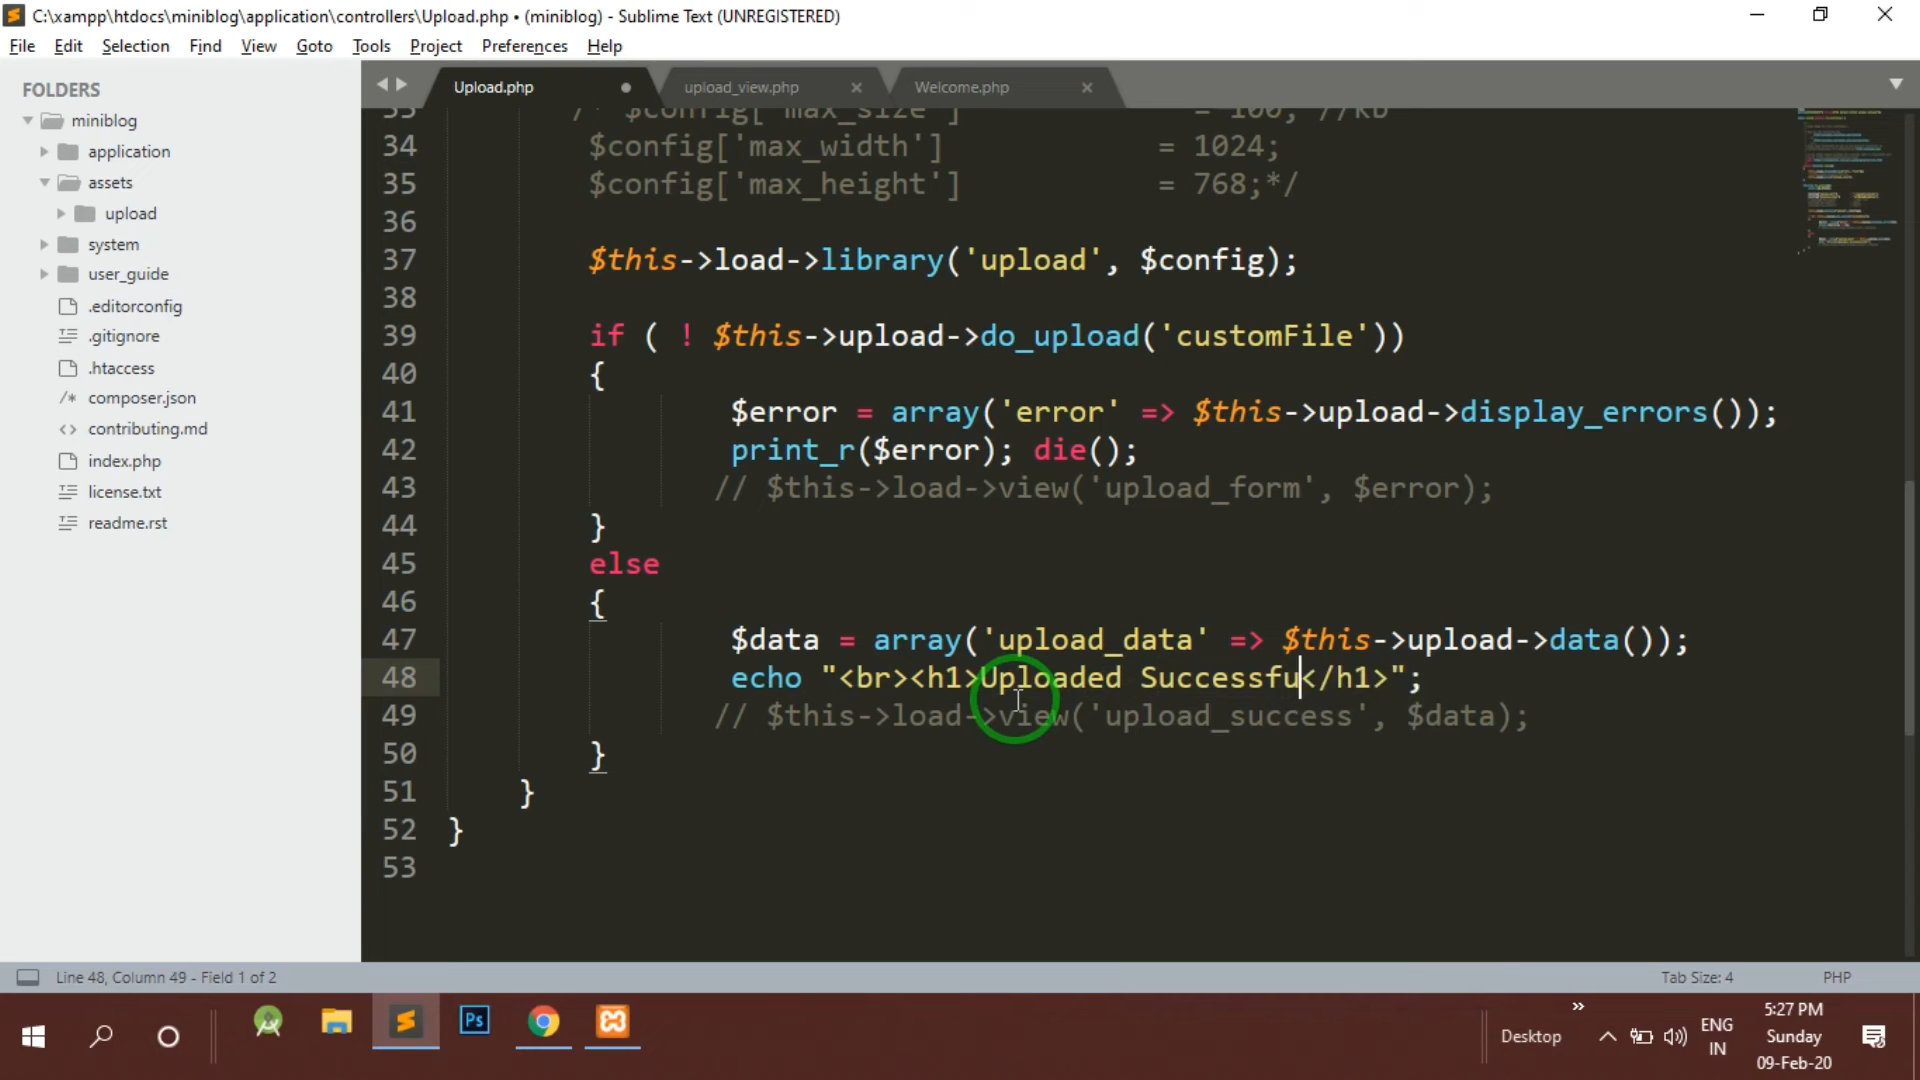 C:\xampp\htdocs\miniblog\application\controllers\Upload.php • (miniblog) - Sublime Text (UNREGISTERED)
File Edit Selection Find View Goto Tools Project Preferences Help
FOLDERS
miniblog
application
assets
upload
system
user_guide
.editorconfig
.gitignore
.htaccess
composer.json
contributing.md
index.php
license.txt
readme.rst
Upload.php upload_view.php Welcome.php
33 /* $config['max_size'] = 100; //kb
34 $config['max_width'] = 1024;
35 $config['max_height'] = 768;*/
36
37 $this->load->library('upload', $config);
38
39 if ( ! $this->upload->do_upload('customFile'))
40 {
41 $error = array('error' => $this->upload->display_errors());
42 print_r($error); die();
43 // $this->load->view('upload_form', $error);
44 }
45 else
46 {
47 $data = array('upload_data' => $this->upload->data());
48 echo "<br><h1>Uploaded Successfu</h1>";
49 // $this->load->view('upload_success', $data);
50 }
51 }
52 }
53
Line 48, Column 49 - Field 1 of 2 Tab Size: 4 PHP
Ps
Desktop
ENG
IN
5:27 PM
Sunday
09-Feb-20